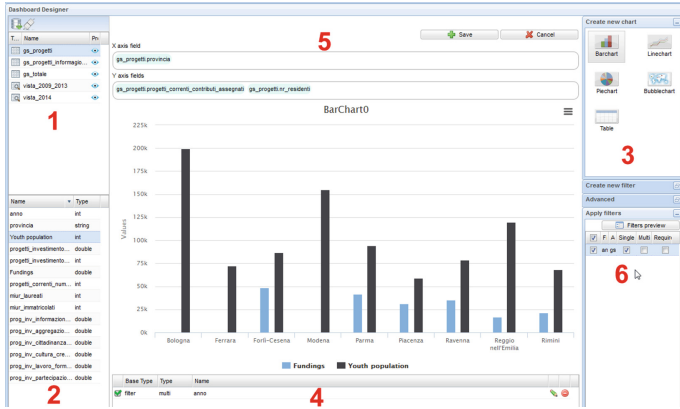 Dashboard Designer
T... Name Pr
gs_progetti
gs_progetti_informagio...
gs_totale
vista_2009_2013
vista_2014
1
Name Type
anno int
provincia string
Youth population int
progetti_investimento... double
progetti_investimento... int
Fundings double
progetti_correnti_num... int
miur_laureati int
miur_immatricolati int
prog_inv_informazion... double
prog_inv_aggregazio... double
prog_inv_cittadinanza... double
prog_inv_cultura_cre... double
prog_inv_lavoro_form... double
prog_inv_partecipazio... double
2
5
Save Cancel
X axis field
gs_progetti.provincia
Y axis fields
gs_progetti.progetti_correnti_contributi_assegnati gs_progetti.nr_residenti
BarChart0
Values
225k
200k
175k
150k
125k
100k
75k
50k
25k
0k
Bologna Ferrara Forlì-Cesena Modena Parma Piacenza Ravenna Reggio nell'Emilia Rimini
Fundings Youth population
Base Type Type Name
filter multi anno
4
Create new chart
Barchart Linechart
Piechart Bubblechart
Table
3
Create new filter
Advanced
Apply filters
Filters preview
F A Single Multi Requir
an gs
6